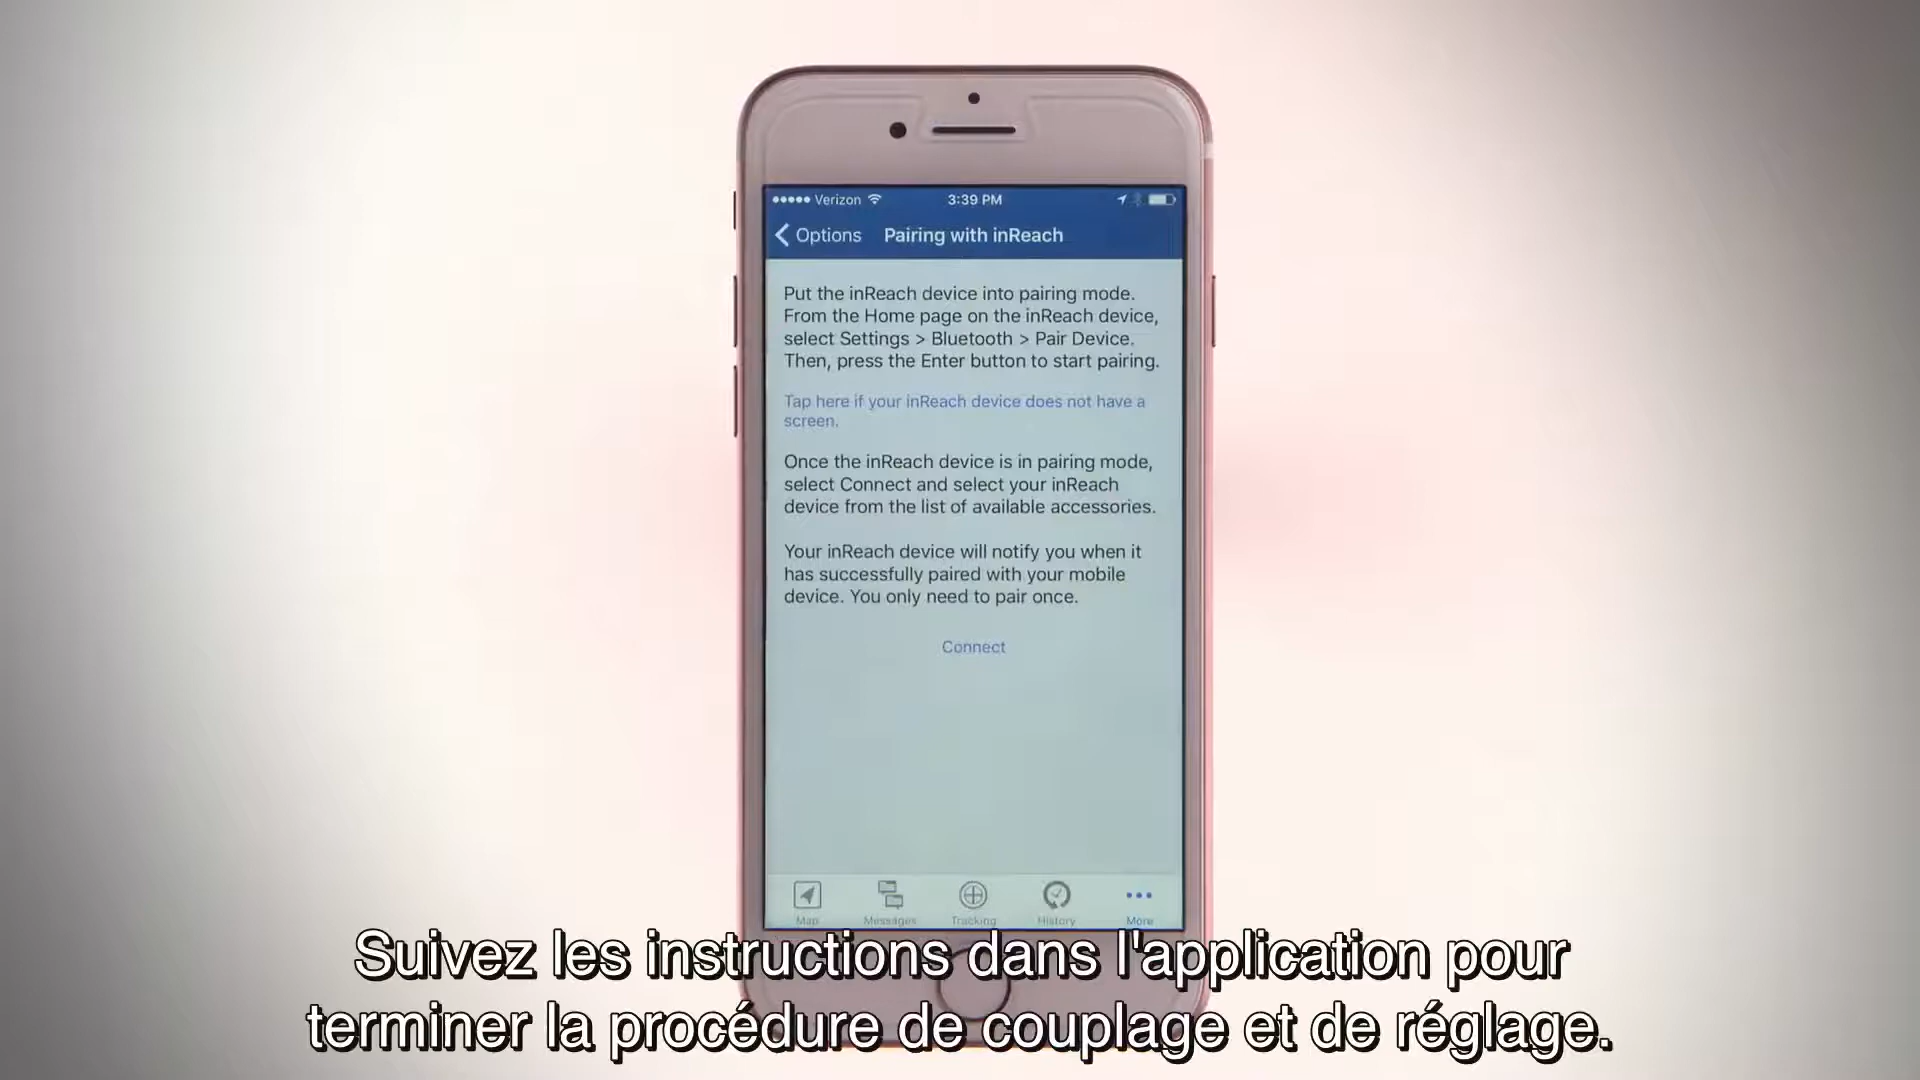 Verizon 3:39 PM
Options Pairing with inReach
Put the inReach device into pairing mode.
From the Home page on the inReach device,
select Settings > Bluetooth > Pair Device.
Then, press the Enter button to start pairing.
Tap here if your inReach device does not have a
screen.
Once the inReach device is in pairing mode,
select Connect and select your inReach
device from the list of available accessories.
Your inReach device will notify you when it
has successfully paired with your mobile
device. You only need to pair once.
Connect
Map Messages Tracking History More
Suivez les instructions dans l'application pour
terminer la procédure de couplage et de réglage.